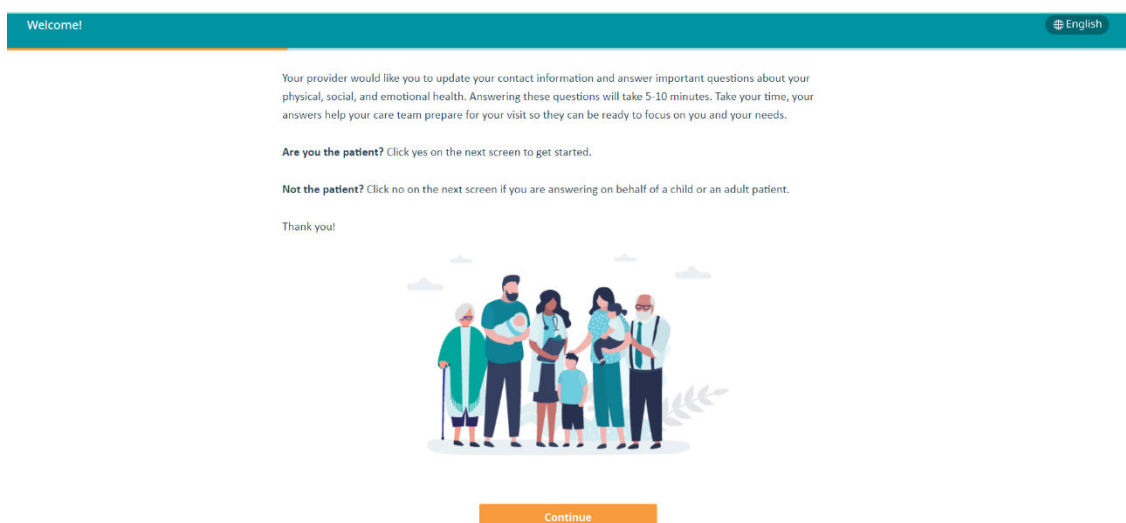 Welcome!
English
Your provider would like you to update your contact information and answer important questions about your
physical, social, and emotional health. Answering these questions will take 5-10 minutes. Take your time, your
answers help your care team prepare for your visit so they can be ready to focus on you and your needs.
Are you the patient? Click yes on the next screen to get started.
Not the patient? Click no on the next screen if you are answering on behalf of a child or an adult patient.
Thank you!
Continue